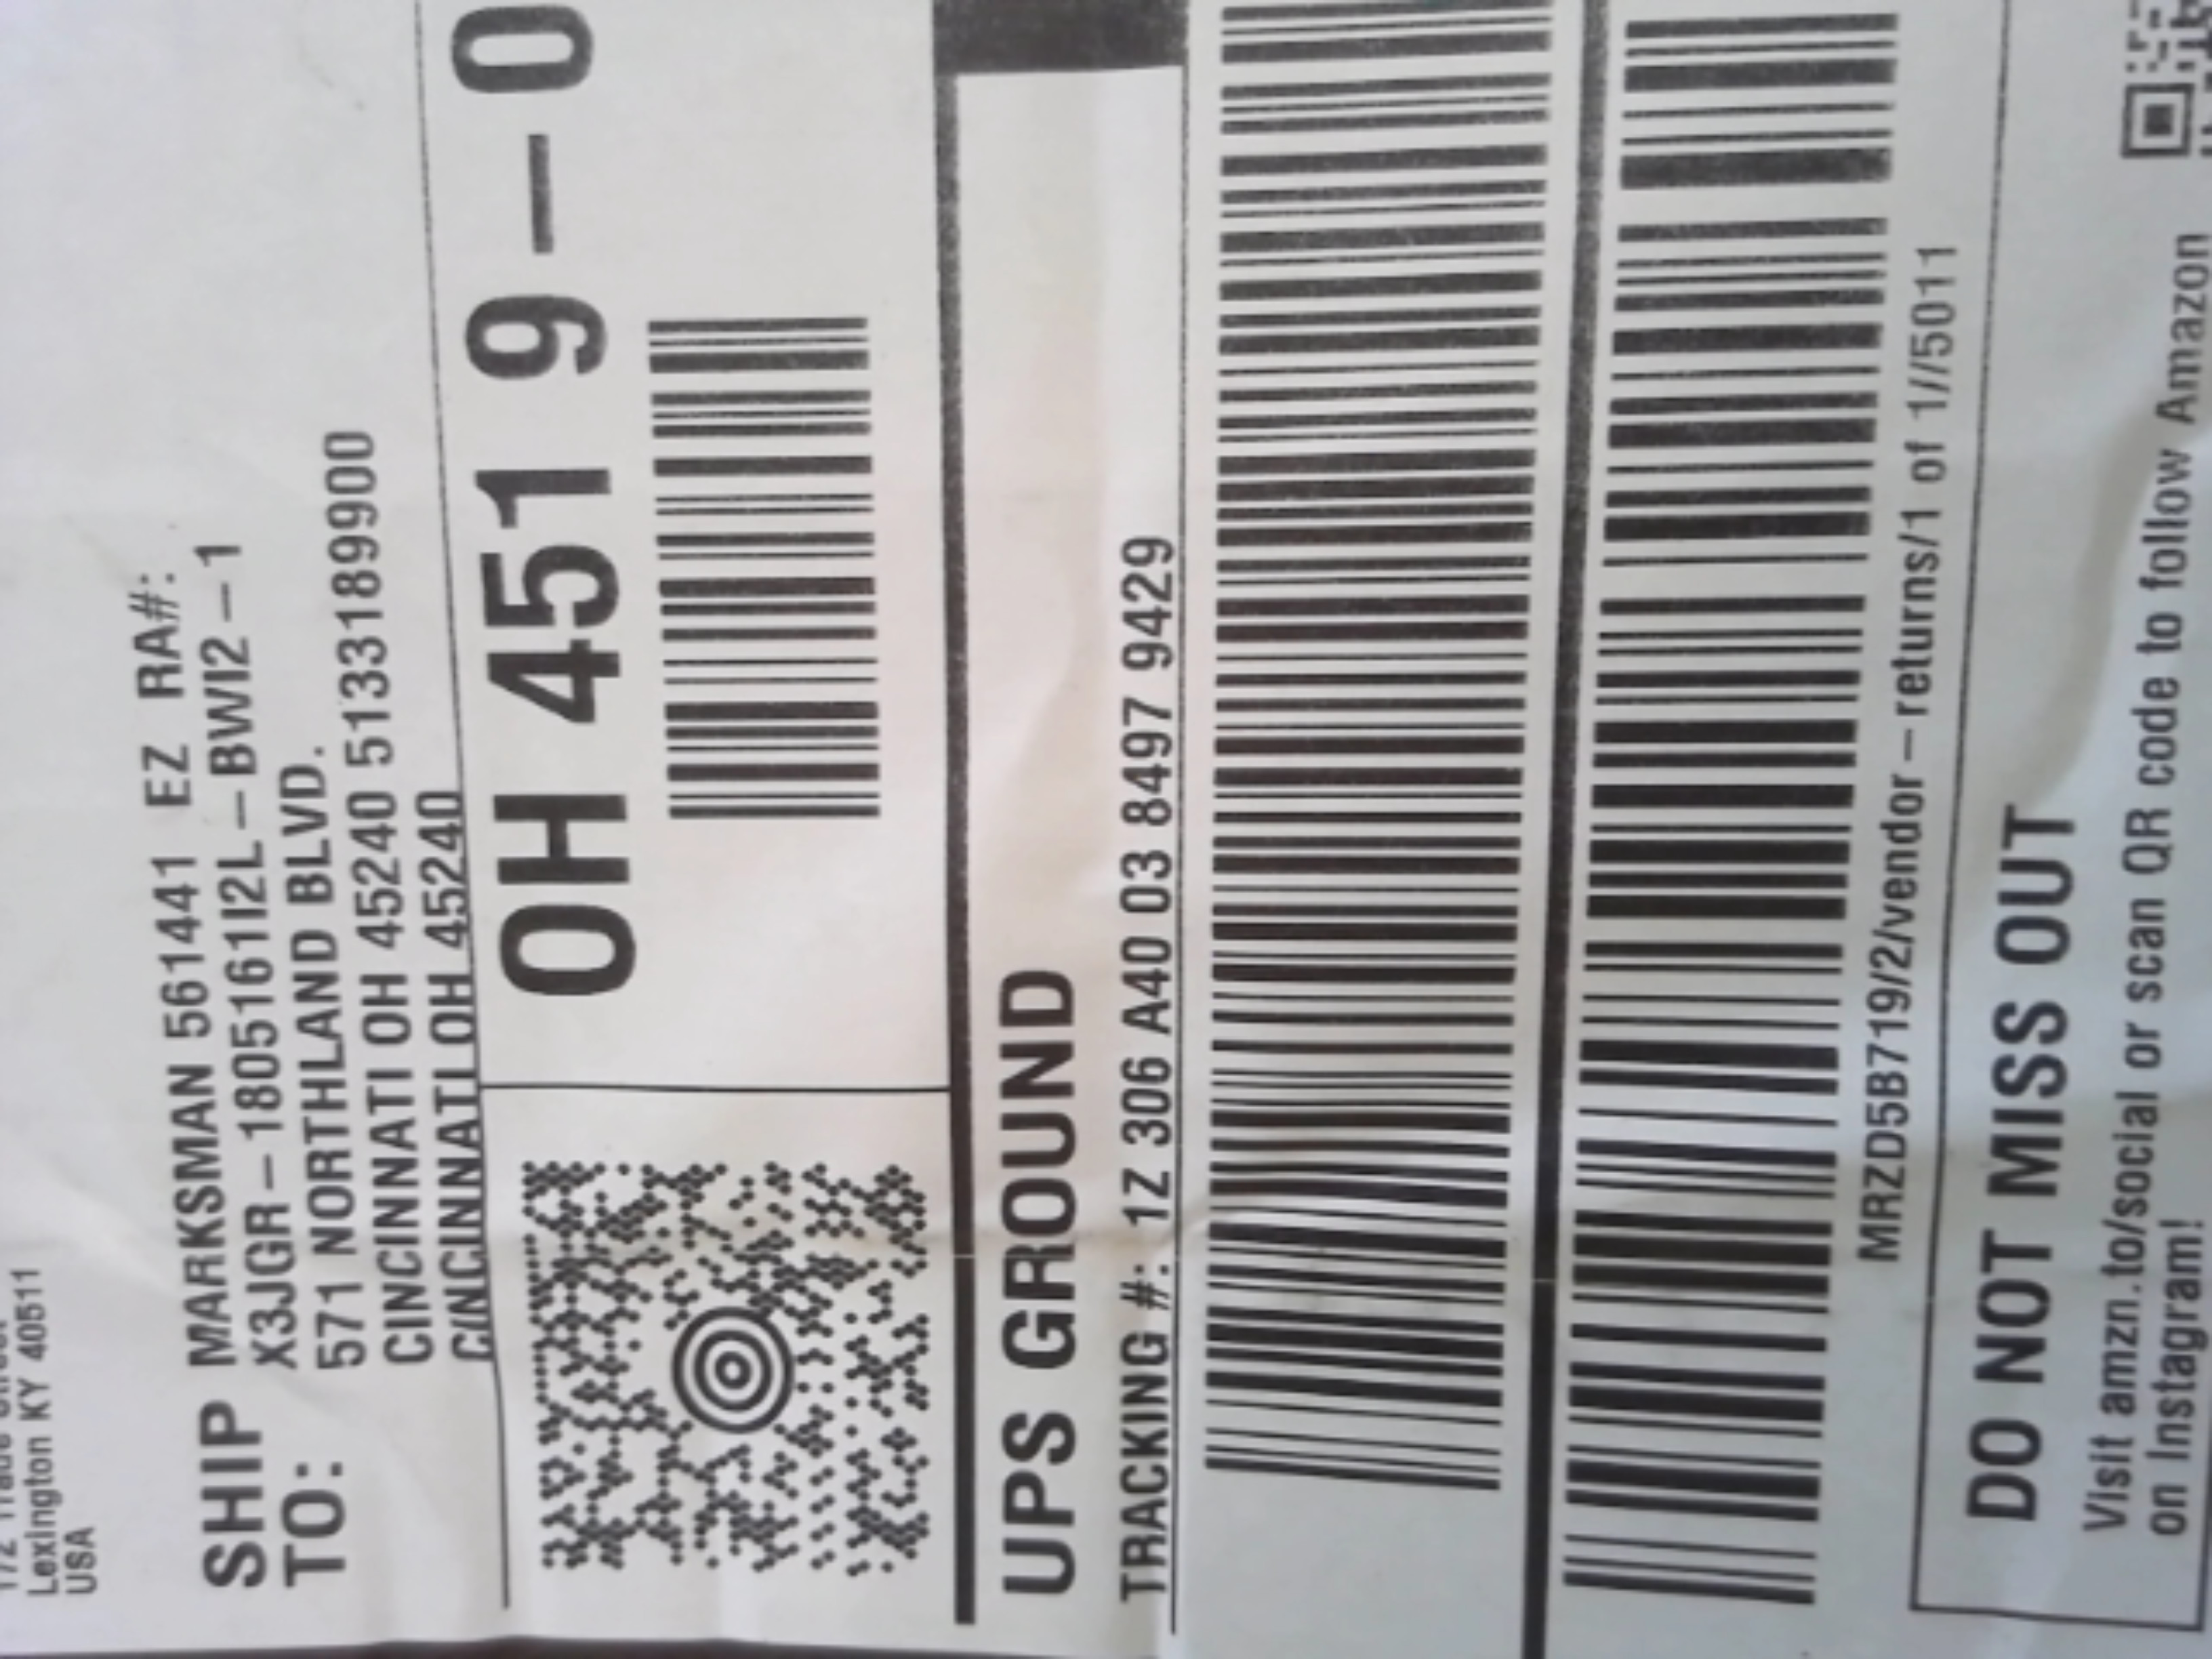 Lexington KY 40511
USA
SHIP
TO:
MARKSMAN 561441 EZ RA#:
X3JGR-1805161I2L-BWI2-1
571 NORTHLAND BLVD.
CINCINNATI OH 45240 5133189900
CINCINNATI OH 45240
OH 451 9-0
UPS GROUND
TRACKING #: 1Z 306 A40 03 8497 9429
MRZD5B719/2/vendor-returns/1 of 1//5011
DO NOT MISS OUT
Visit amzn.to/social or scan QR code to follow Amazon
on Instagram!